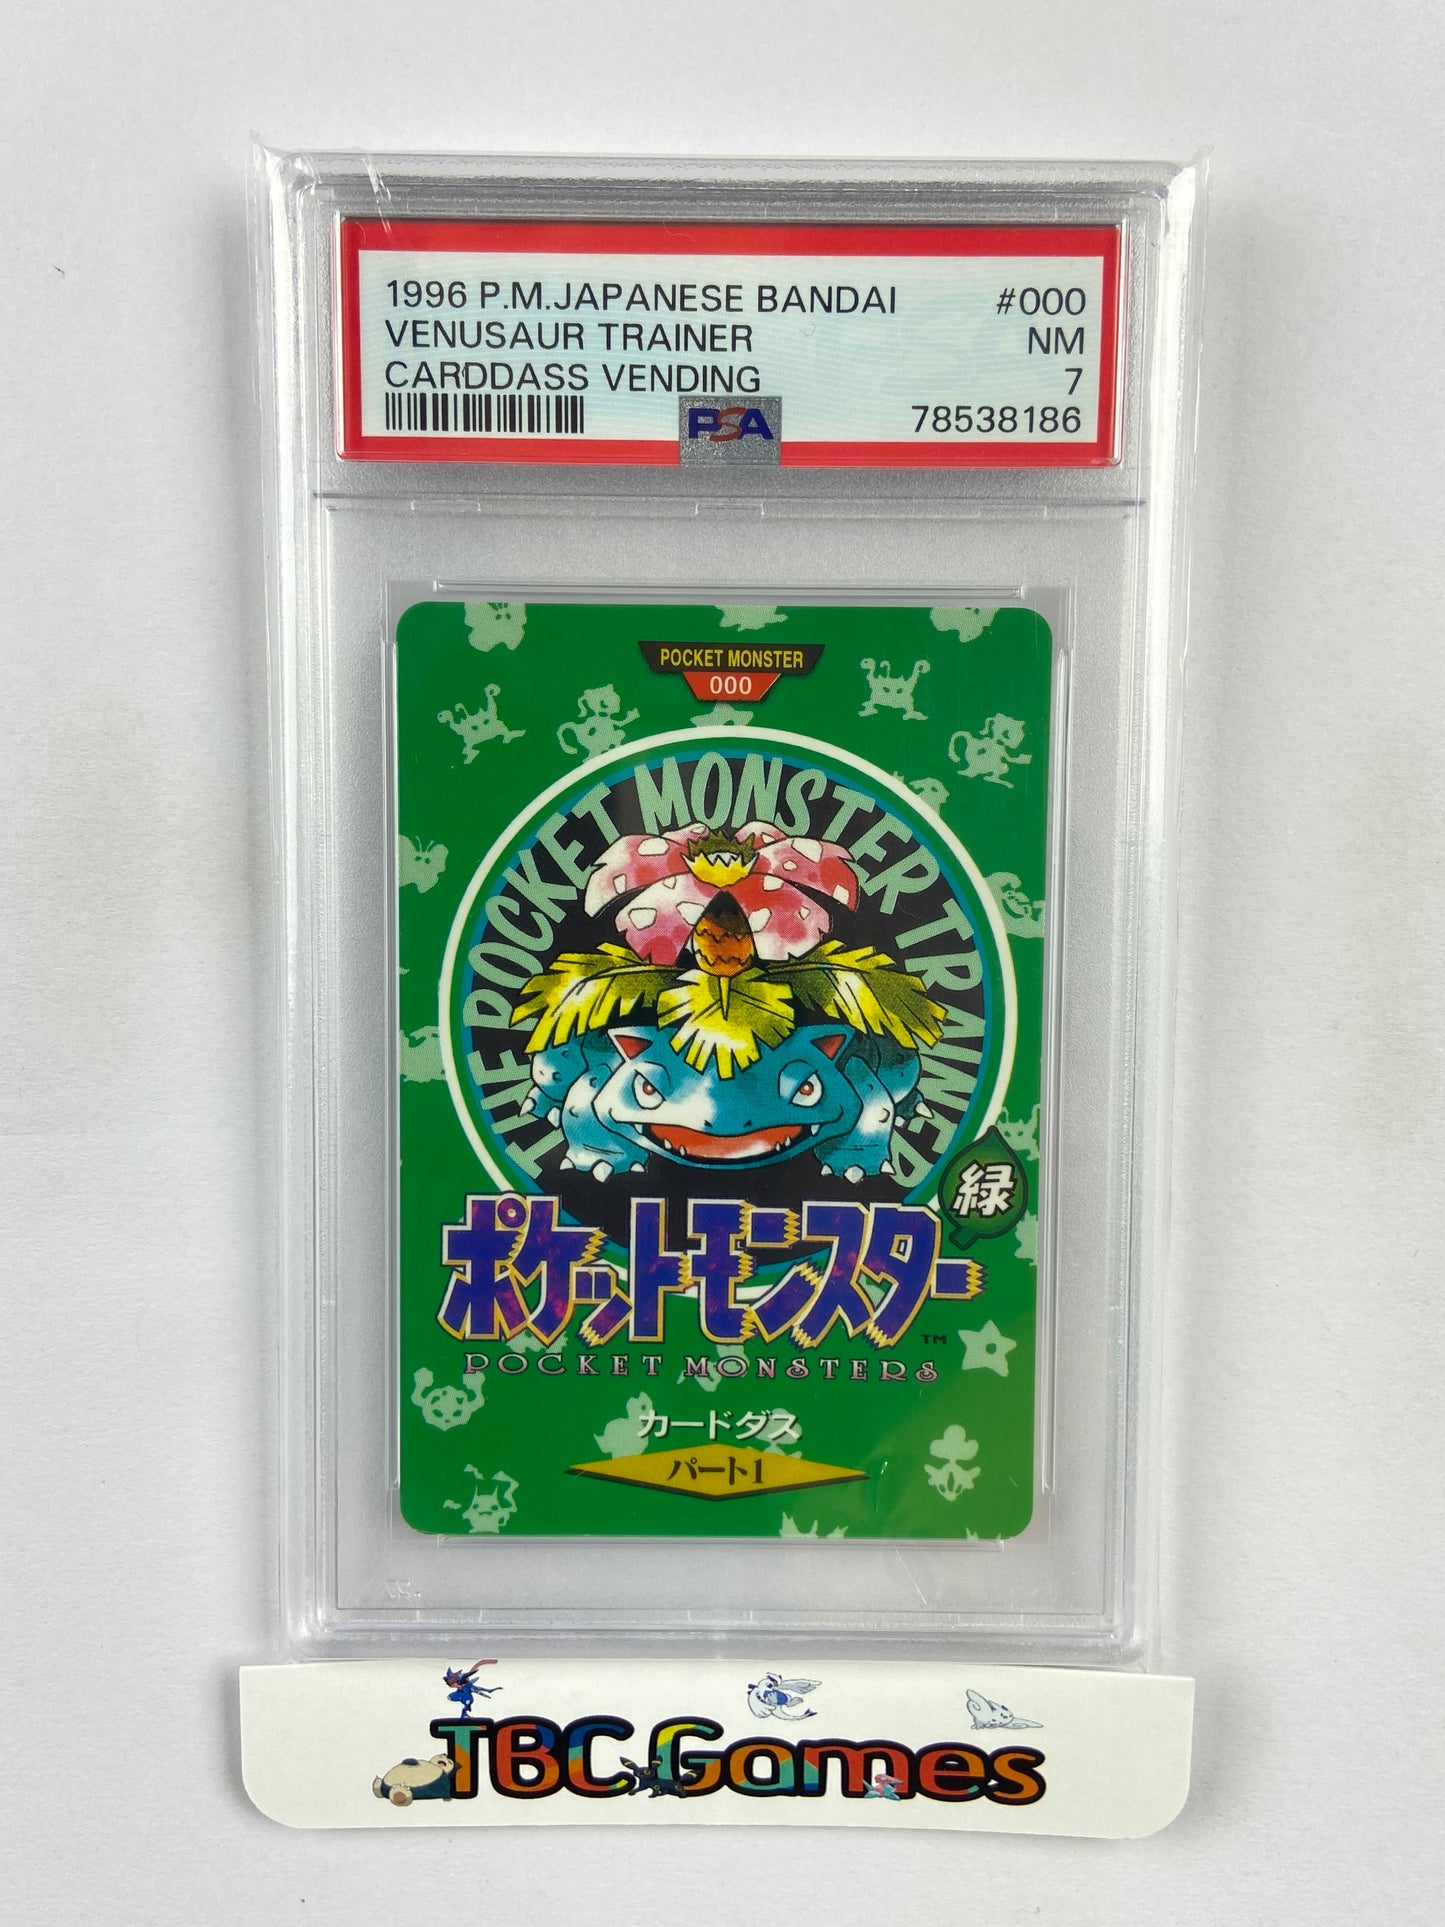 1996 P.M.JAPANESE BANDAI #000
VENUSAUR TRAINER NM
CARDDASS VENDING 7
PSA 78538186
POCKET MONSTER
000
THE POCKET MONSTER TRAINER
緑
ポケットモンスター
TM
POCKET MONSTERS
カードダス
パート1
TBC Games